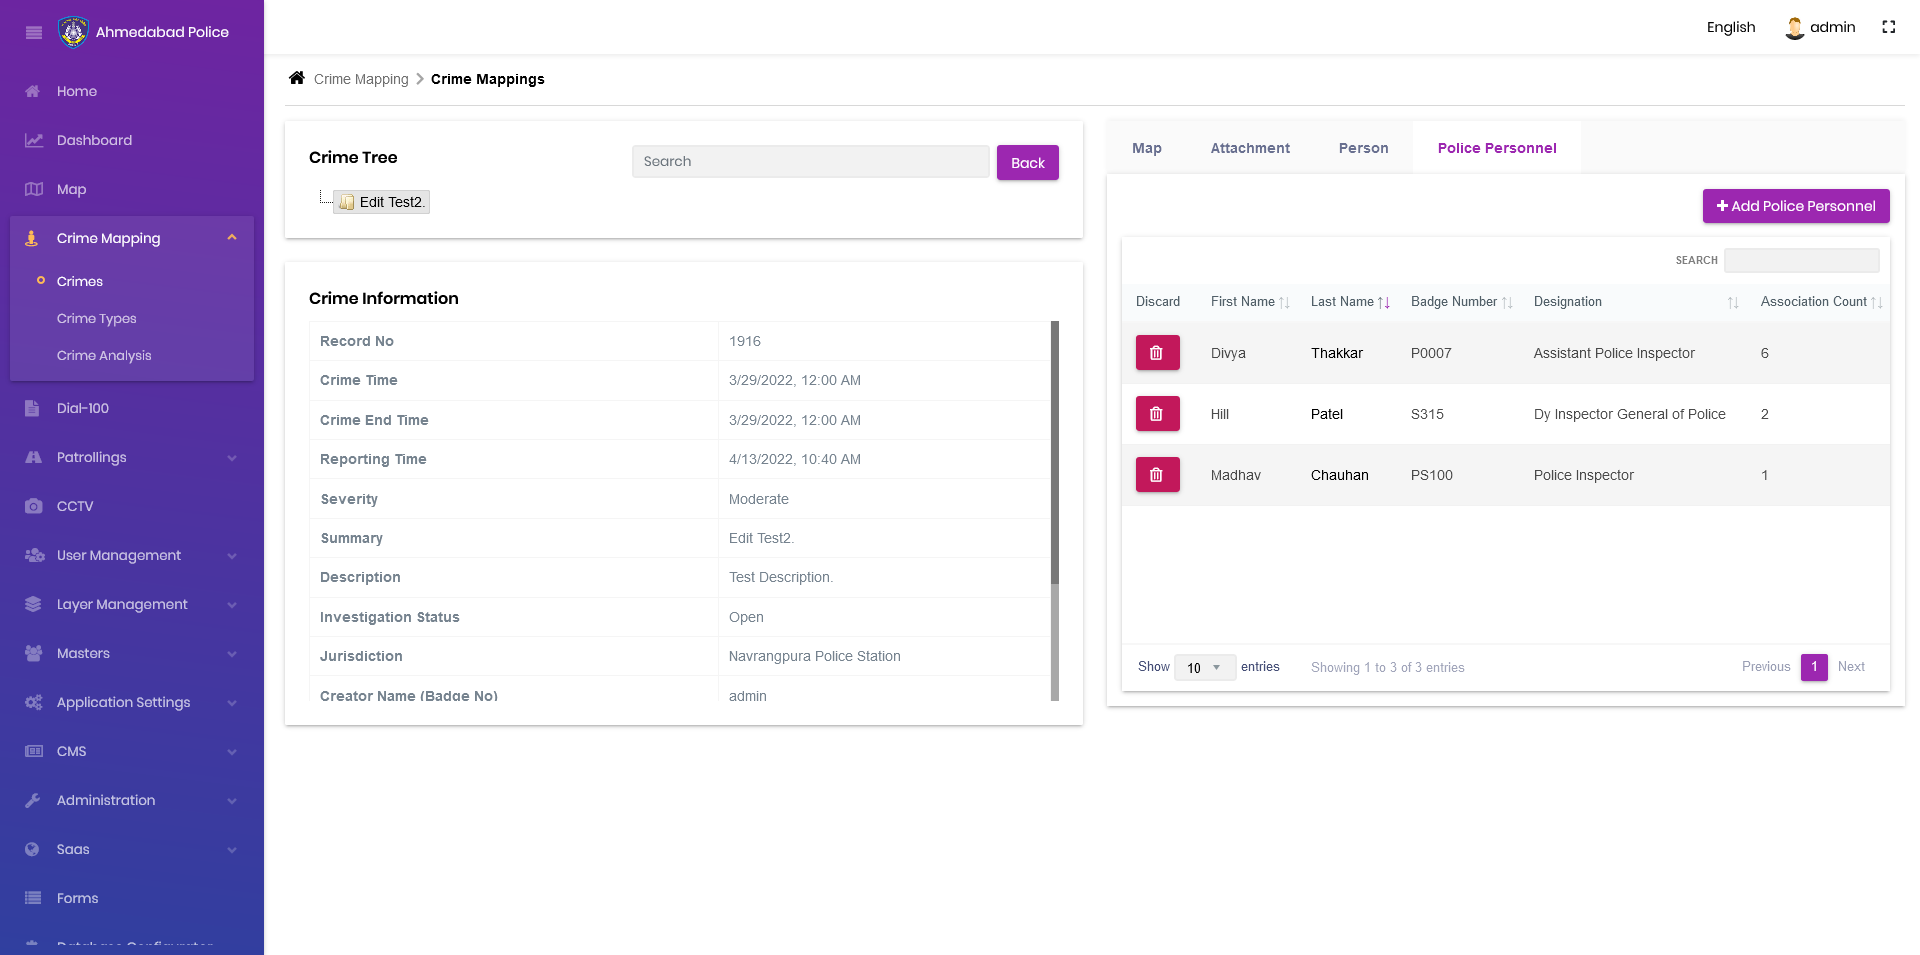 Ahmedabad Police
English
admin
Home
Dashboard
Map
Crime Mapping
Crimes
Crime Types
Crime Analysis
Dial-100
Patrollings
CCTV
User Management
Layer Management
Masters
Application Settings
CMS
Administration
Saas
Forms
Database Configurator
Crime Mapping
Crime Mappings
Crime Tree
Search
Back
Edit Test2.
Crime Information
Record No 1916
Crime Time 3/29/2022, 12:00 AM
Crime End Time 3/29/2022, 12:00 AM
Reporting Time 4/13/2022, 10:40 AM
Severity Moderate
Summary Edit Test2.
Description Test Description.
Investigation Status Open
Jurisdiction Navrangpura Police Station
Creator Name (Badge No) admin
Map Attachment Person Police Personnel
Add Police Personnel
SEARCH
Discard First Name Last Name Badge Number Designation Association Count
Divya Thakkar P0007 Assistant Police Inspector 6
Hill Patel S315 Dy Inspector General of Police 2
Madhav Chauhan PS100 Police Inspector 1
Show 10 entries Showing 1 to 3 of 3 entries Previous 1 Next